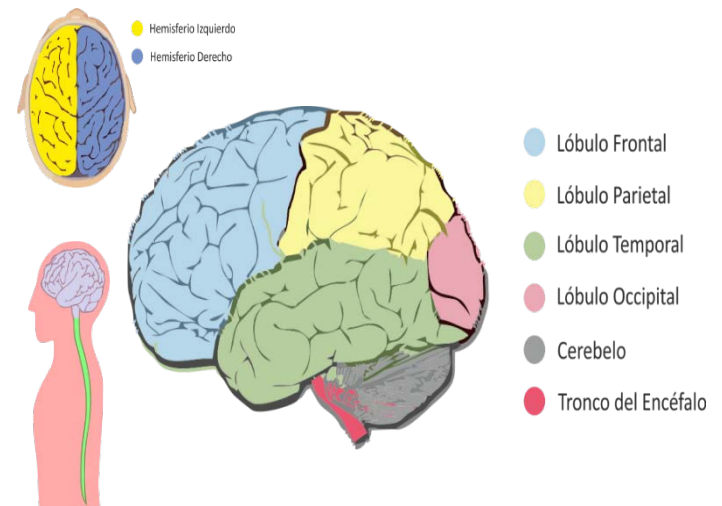 Hemisferio Izquierdo
Hemisferio Derecho
Lóbulo Frontal
Lóbulo Parietal
Lóbulo Temporal
Lóbulo Occipital
Cerebelo
Tronco del Encéfalo